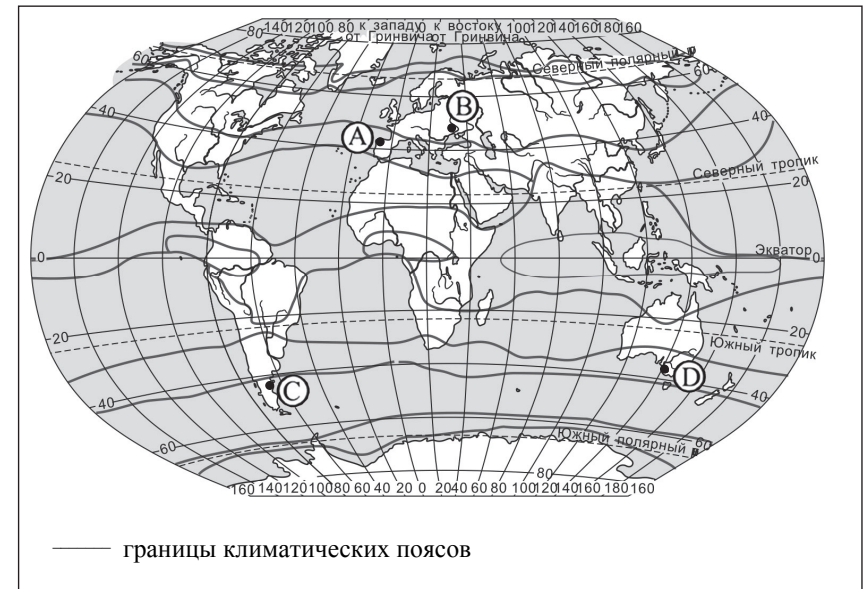 80 140 120 100 80 к западу к востоку 100 120 140 160 180 160
от Гринвича от Гринвича
Северный полярный
60 60
40 40
B
A
Северный тропик
20 20
Экватор
0 0
20 20
Южный тропик
D
C
40 40
Южный полярный
60 60
80
160 140 120 100 80 60 40 20 0 20 40 60 80 100 120 140 160 180 160
границы климатических поясов